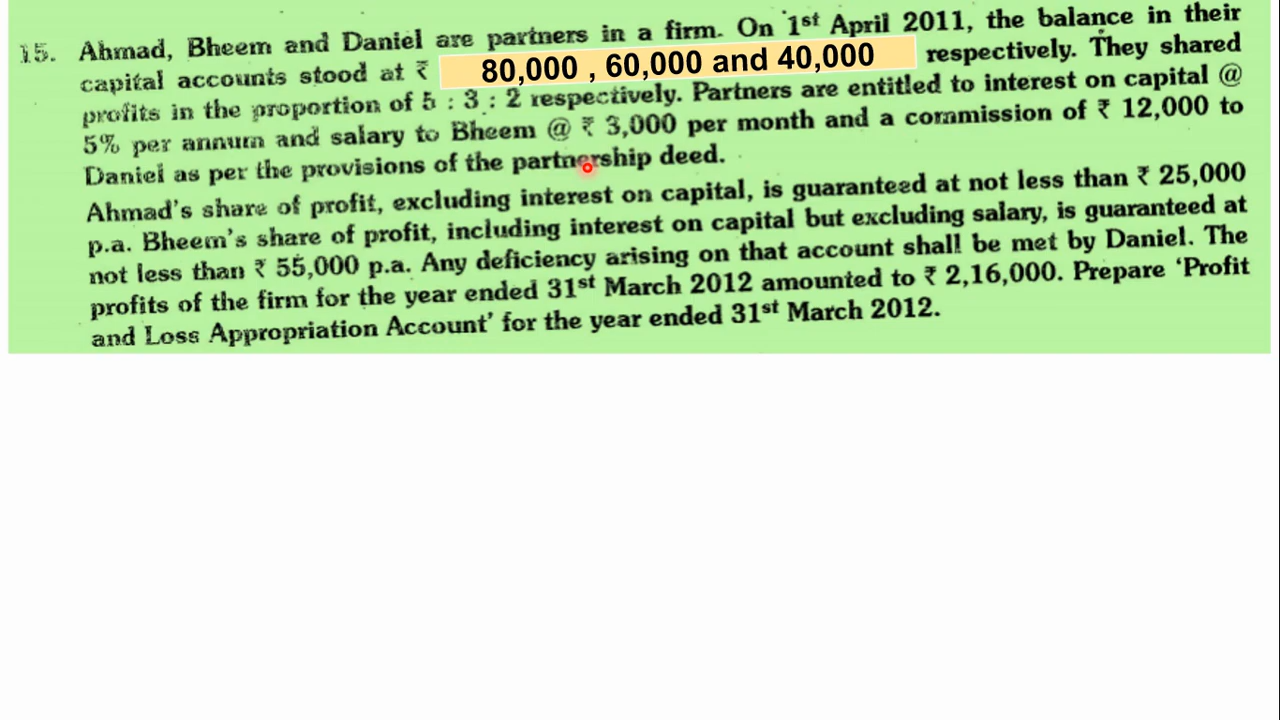 15. Ahmad, Bheem and Daniel are partners in a firm. On 1st April 2011, the balance in their
capital accounts stood at ₹ 80,000 , 60,000 and 40,000 respectively. They shared
profits in the proportion of 5 : 3 : 2 respectively. Partners are entitled to interest on capital @
5% per annum and salary to Bheem @ ₹ 3,000 per month and a commission of ₹ 12,000 to
Daniel as per the provisions of the partnership deed.
Ahmad's share of profit, excluding interest on capital, is guaranteed at not less than ₹ 25,000
p.a. Bheem's share of profit, including interest on capital but excluding salary, is guaranteed at
not less than ₹ 55,000 p.a. Any deficiency arising on that account shall be met by Daniel. The
profits of the firm for the year ended 31st March 2012 amounted to ₹ 2,16,000. Prepare 'Profit
and Loss Appropriation Account' for the year ended 31st March 2012.